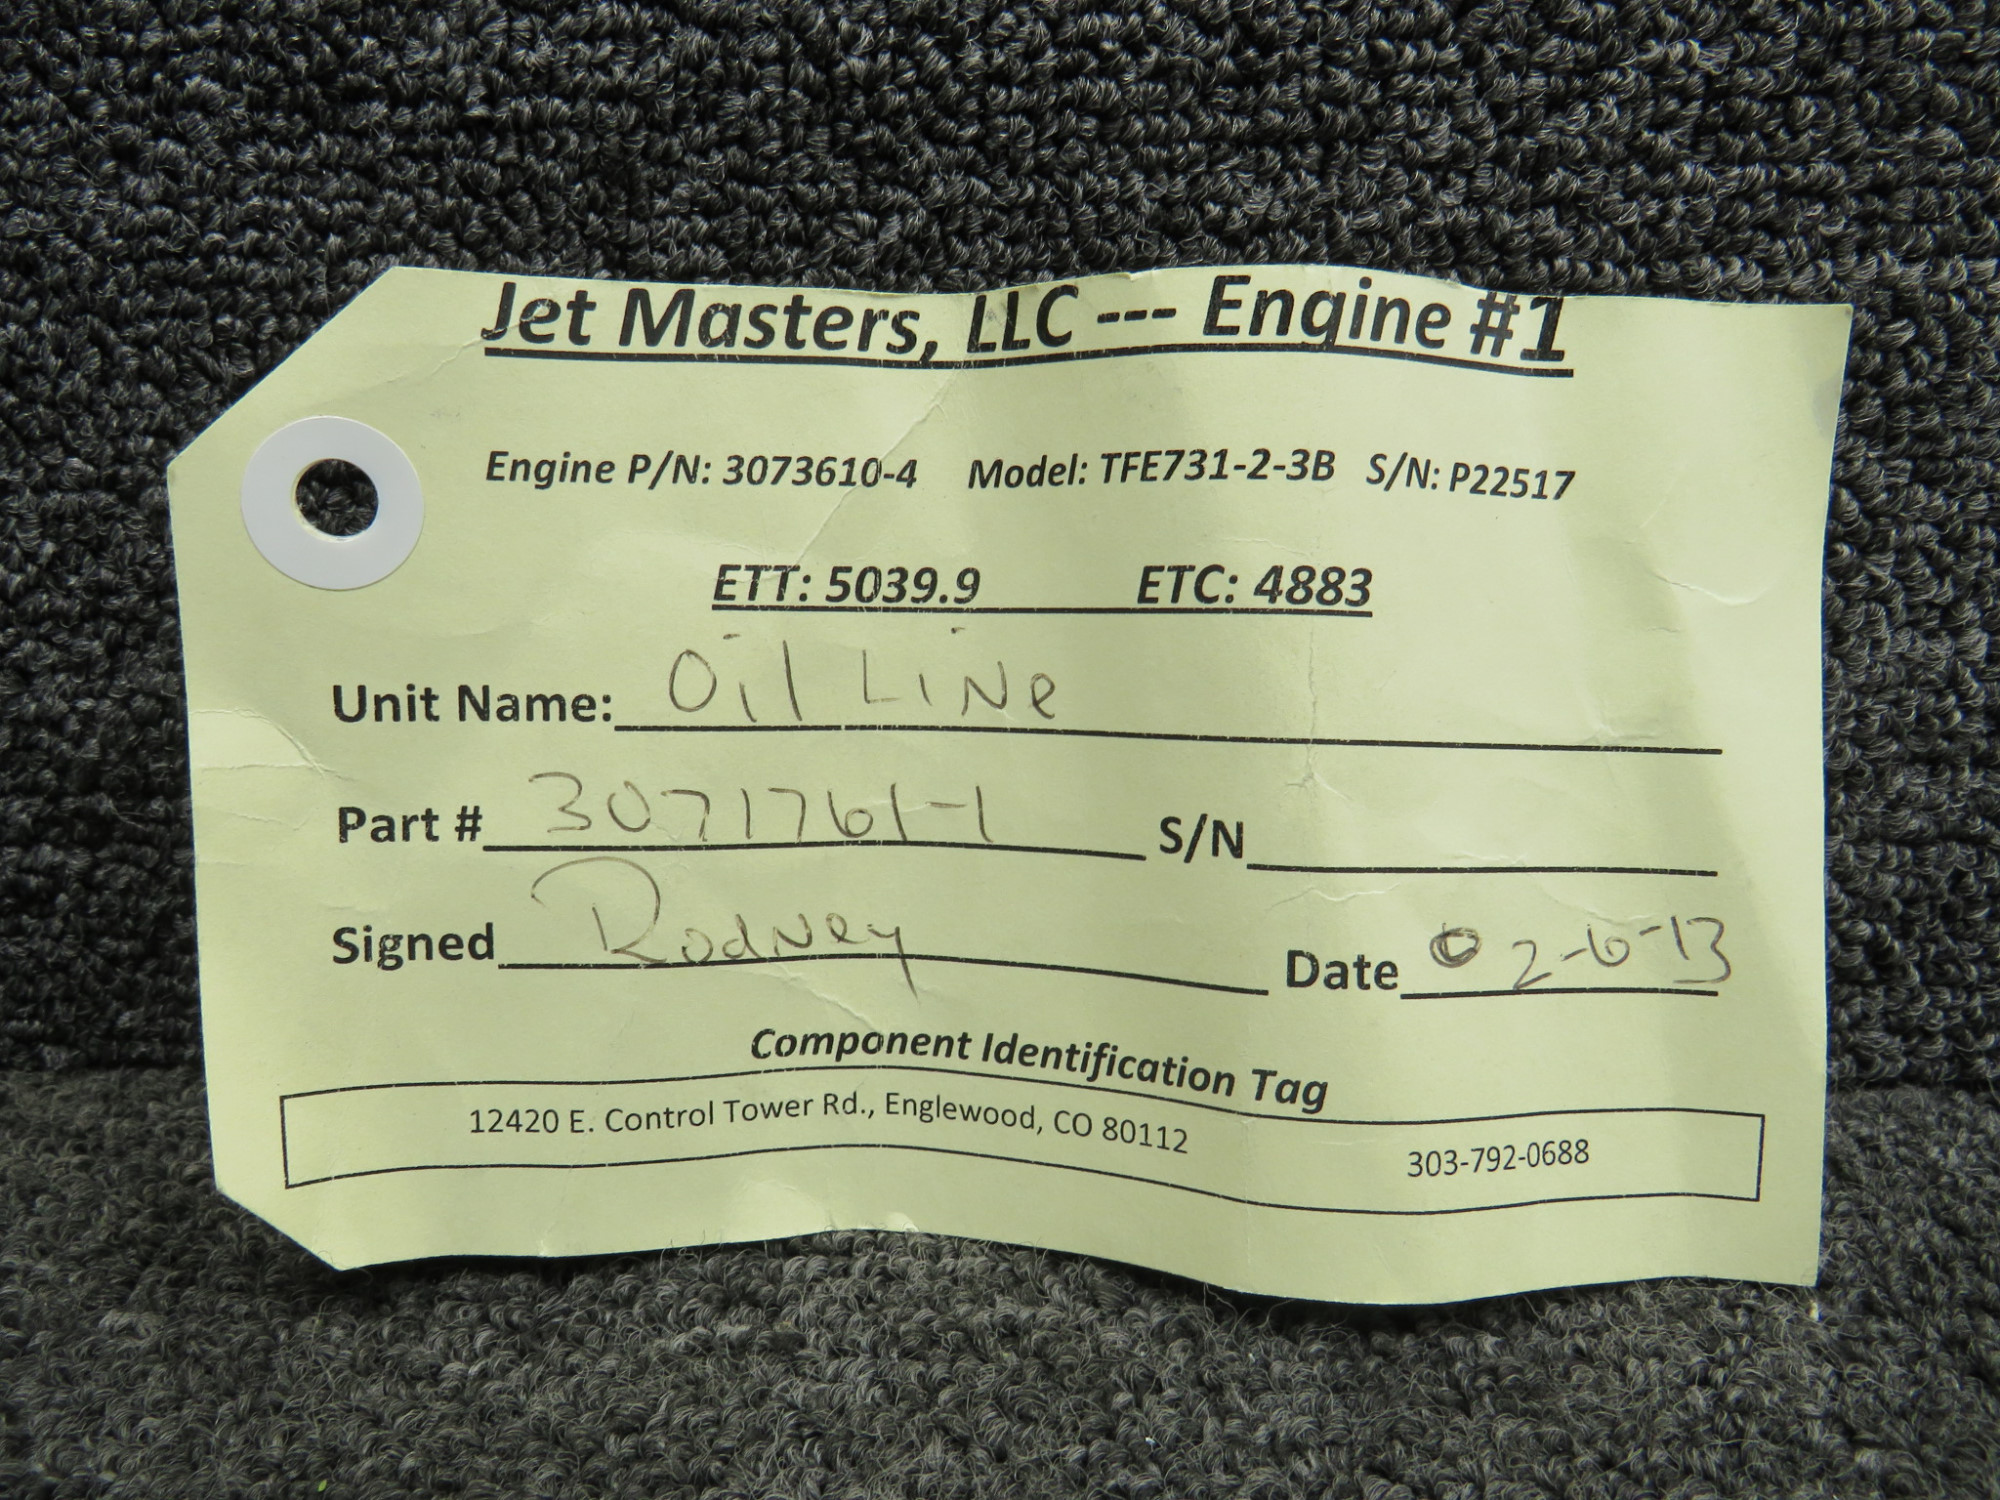 Jet Masters, LLC --- Engine #1
Engine P/N: 3073610-4 Model: TFE731-2-3B S/N: P22517
ETT: 5039.9 ETC: 4883
Unit Name: Oil Line
Part # 3071761-1 S/N
Signed Rodney Date 02-6-13
Component Identification Tag
12420 E. Control Tower Rd., Englewood, CO 80112 303-792-0688